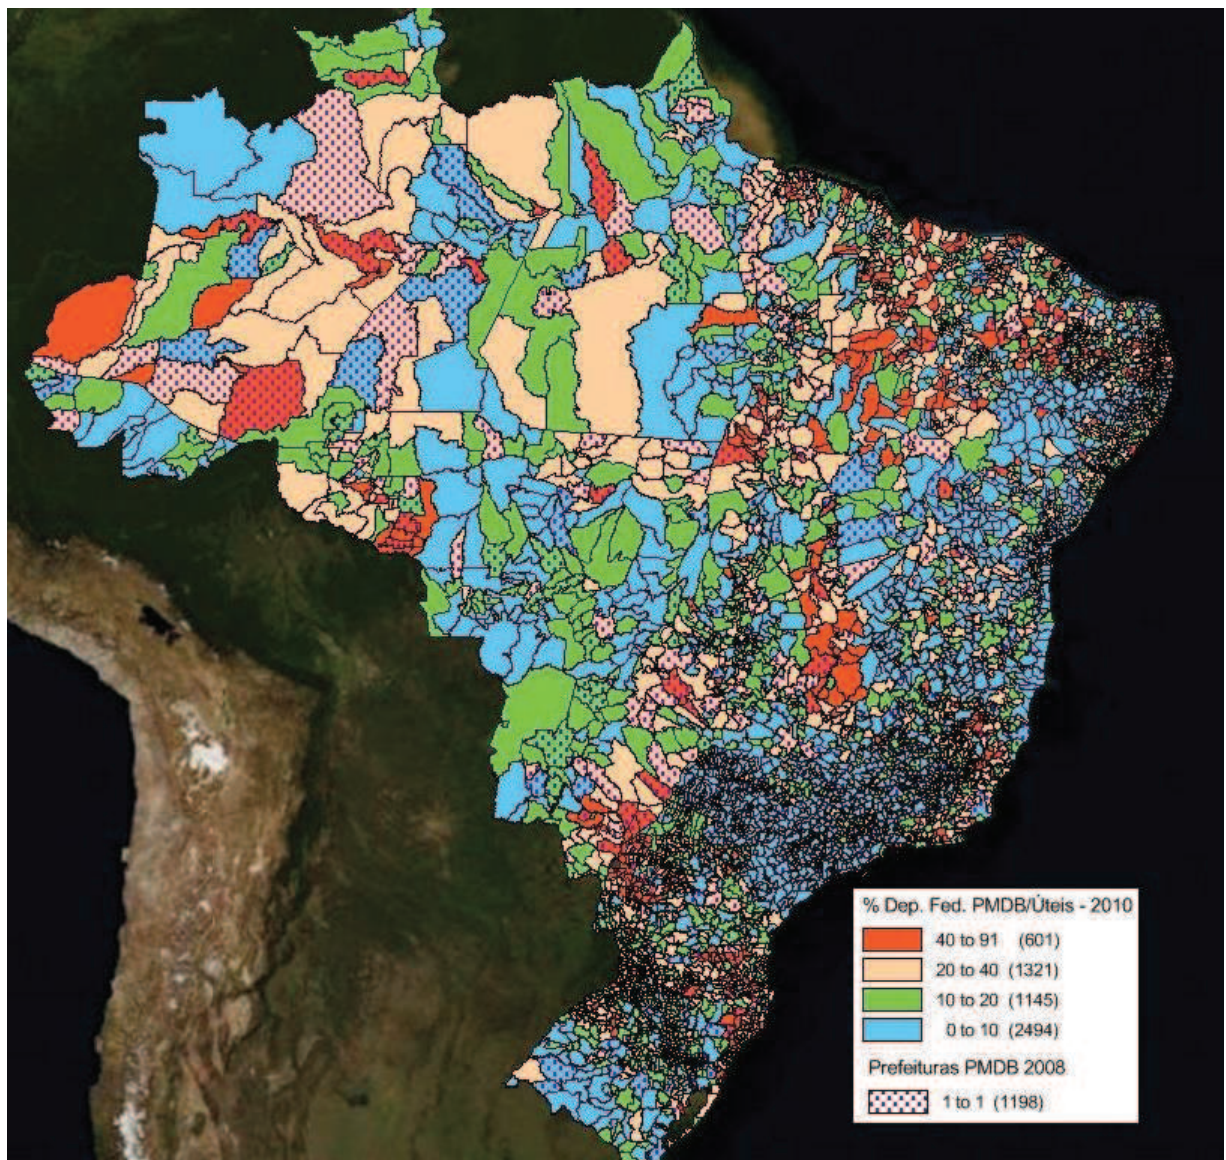 % Dep. Fed. PMDB/Úteis - 2010
40 to 91 (601)
20 to 40 (1321)
10 to 20 (1145)
0 to 10 (2494)
Prefeituras PMDB 2008
1 to 1 (1198)